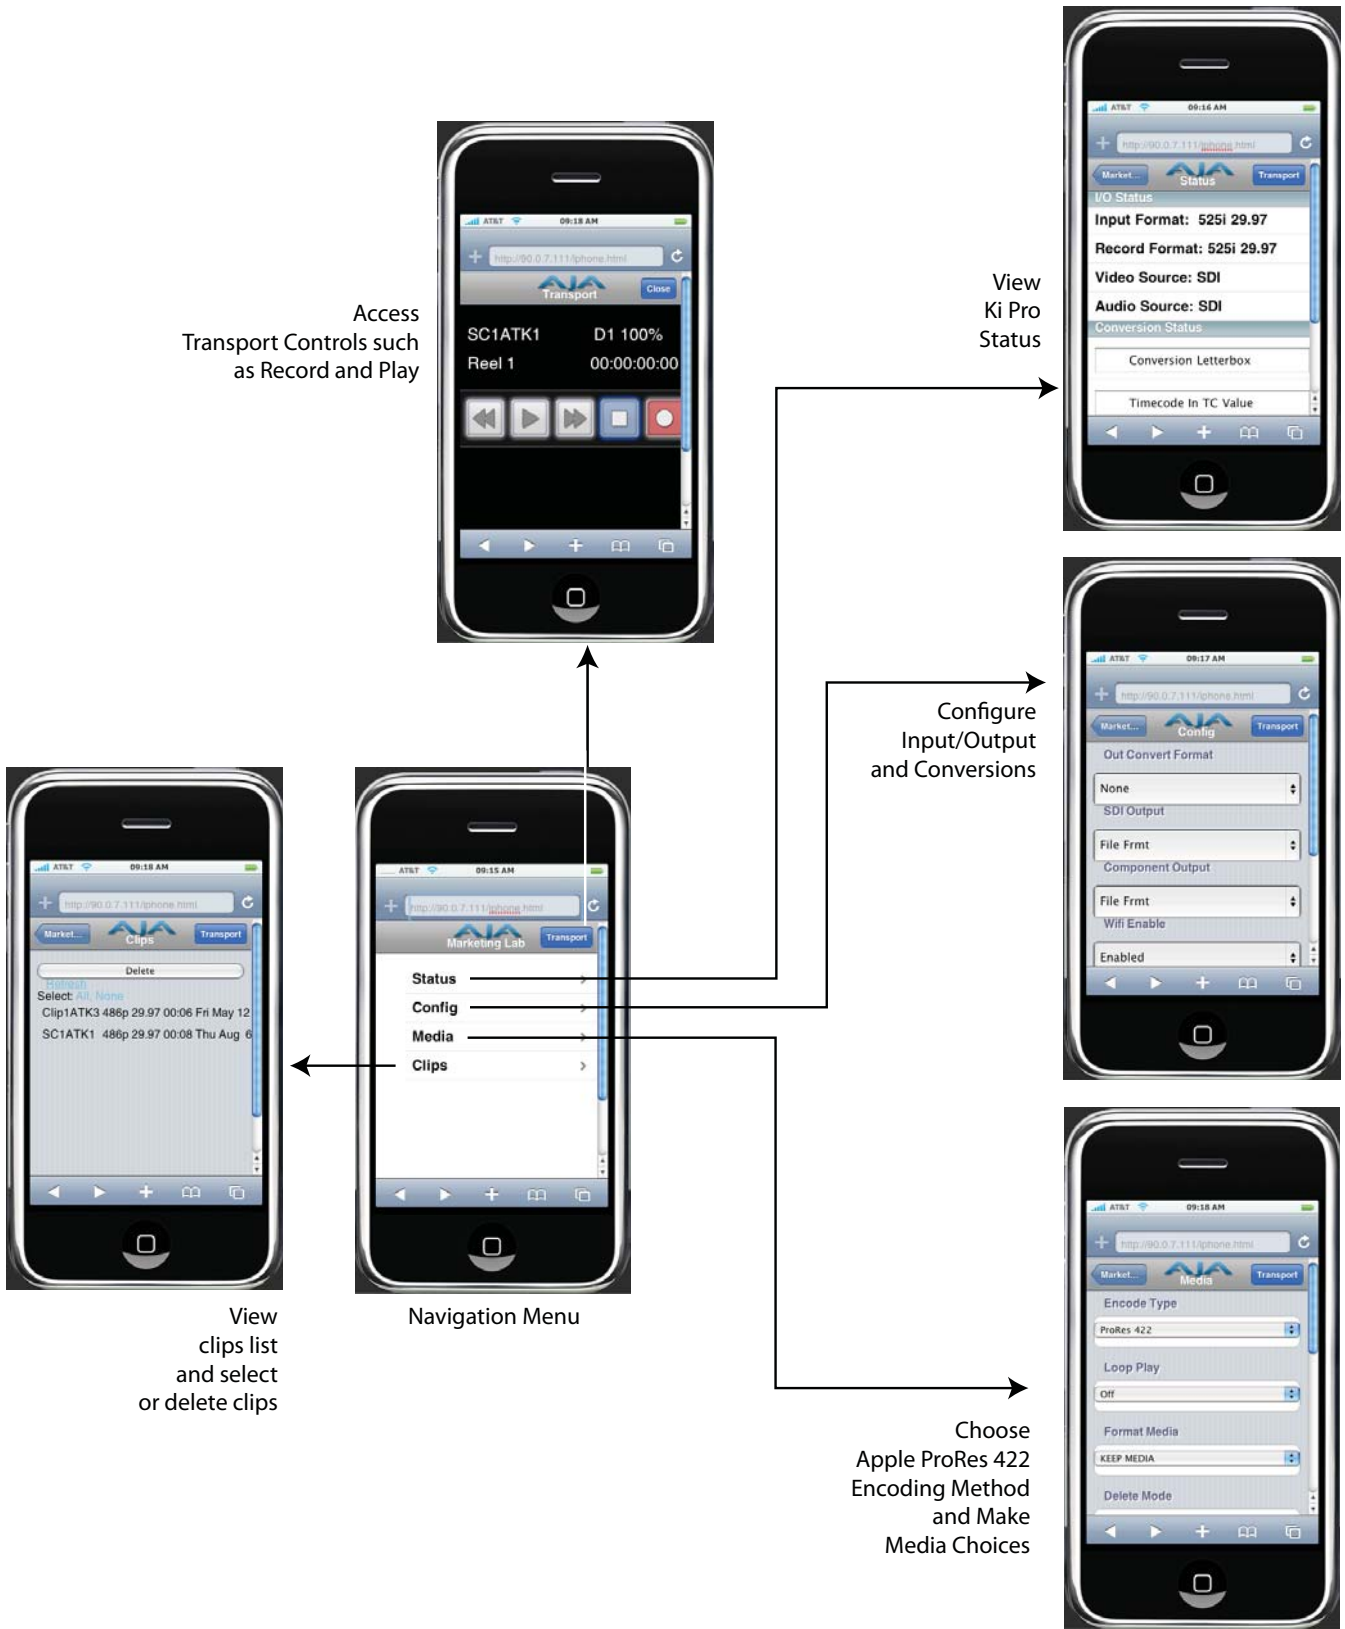 AT&T 09:16 AM
http://90.0.7.111/iphone.html
Market... AJA Transport
Status
I/O Status
Input Format: 525i 29.97
Record Format: 525i 29.97
Video Source: SDI
Audio Source: SDI
Conversion Status
Conversion Letterbox
Timecode In TC Value
View
Ki Pro
Status
AT&T 09:18 AM
http://90.0.7.111/iphone.html
AJA Close
Transport
SC1ATK1 D1 100%
Reel 1 00:00:00:00
Access
Transport Controls such
as Record and Play
AT&T 09:17 AM
http://90.0.7.111/iphone.html
Market... AJA Transport
Config
Out Convert Format
None
SDI Output
File Frmt
Component Output
File Frmt
Wifi Enable
Enabled
Configure
Input/Output
and Conversions
AT&T 09:18 AM
http://90.0.7.111/iphone.html
Market... AJA Transport
Clips
Delete
Refresh
Select: All, None
Clip1ATK3 486p 29.97 00:06 Fri May 12
SC1ATK1 486p 29.97 00:08 Thu Aug 6
View
clips list
and select
or delete clips
AT&T 09:15 AM
http://90.0.7.111/iphone.html
AJA Transport
Marketing Lab
Status
Config
Media
Clips
Navigation Menu
AT&T 09:18 AM
http://90.0.7.111/iphone.html
Market... AJA Transport
Media
Encode Type
ProRes 422
Loop Play
Off
Format Media
KEEP MEDIA
Delete Mode
Choose
Apple ProRes 422
Encoding Method
and Make
Media Choices